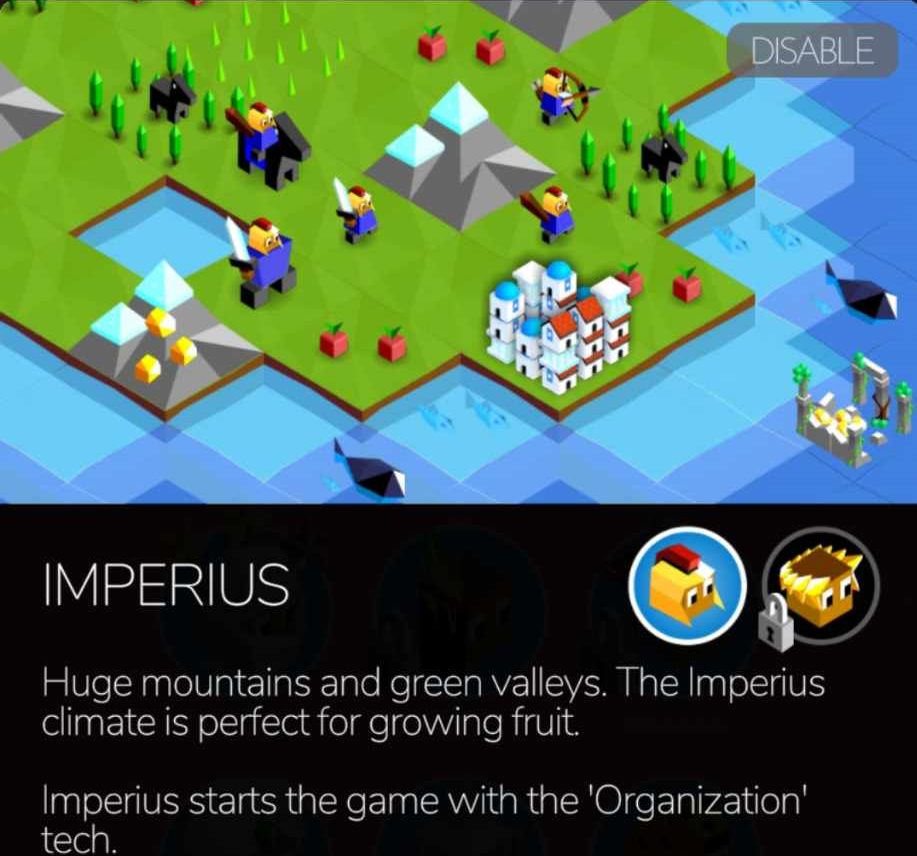 DISABLE
IMPERIUS
Huge mountains and green valleys. The Imperius
climate is perfect for growing fruit.
Imperius starts the game with the 'Organization'
tech.